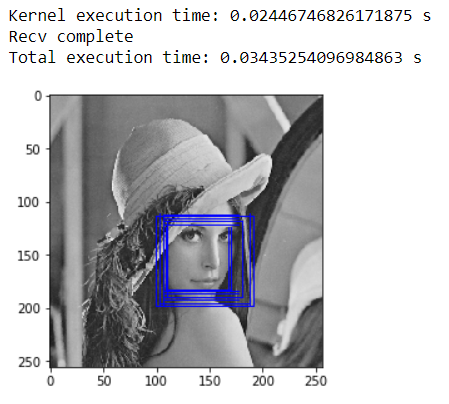 Kernel execution time: 0.02446746826171875 s
Recv complete
Total execution time: 0.03435254096984863 s
0
50
100
150
200
250
0 50 100 150 200 250